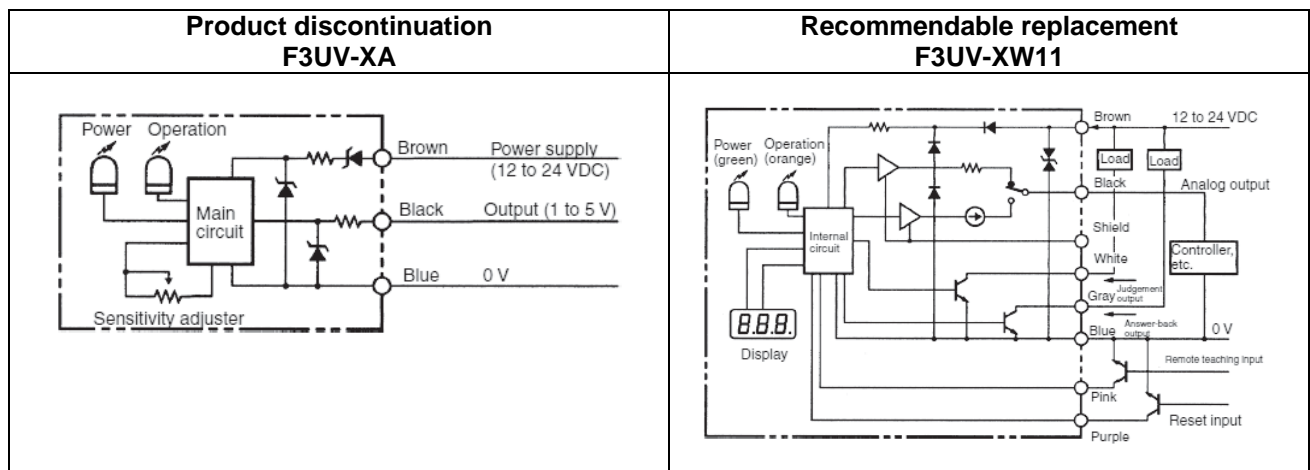 Product discontinuation
F3UV-XA
Recommendable replacement
F3UV-XW11
Power Operation
Brown Power supply
(12 to 24 VDC)
Main
circuit
Black Output (1 to 5 V)
Blue 0 V
Sensitivity adjuster
Brown 12 to 24 VDC
Power
(green)
Operation
(orange)
Load Load
Black Analog output
Shield
Internal
circuit
White
Controller,
etc.
Gray Judgement
output
8.8.8.
Display
Blue Answer-back
output
0 V
Remote teaching input
Pink
Reset input
Purple